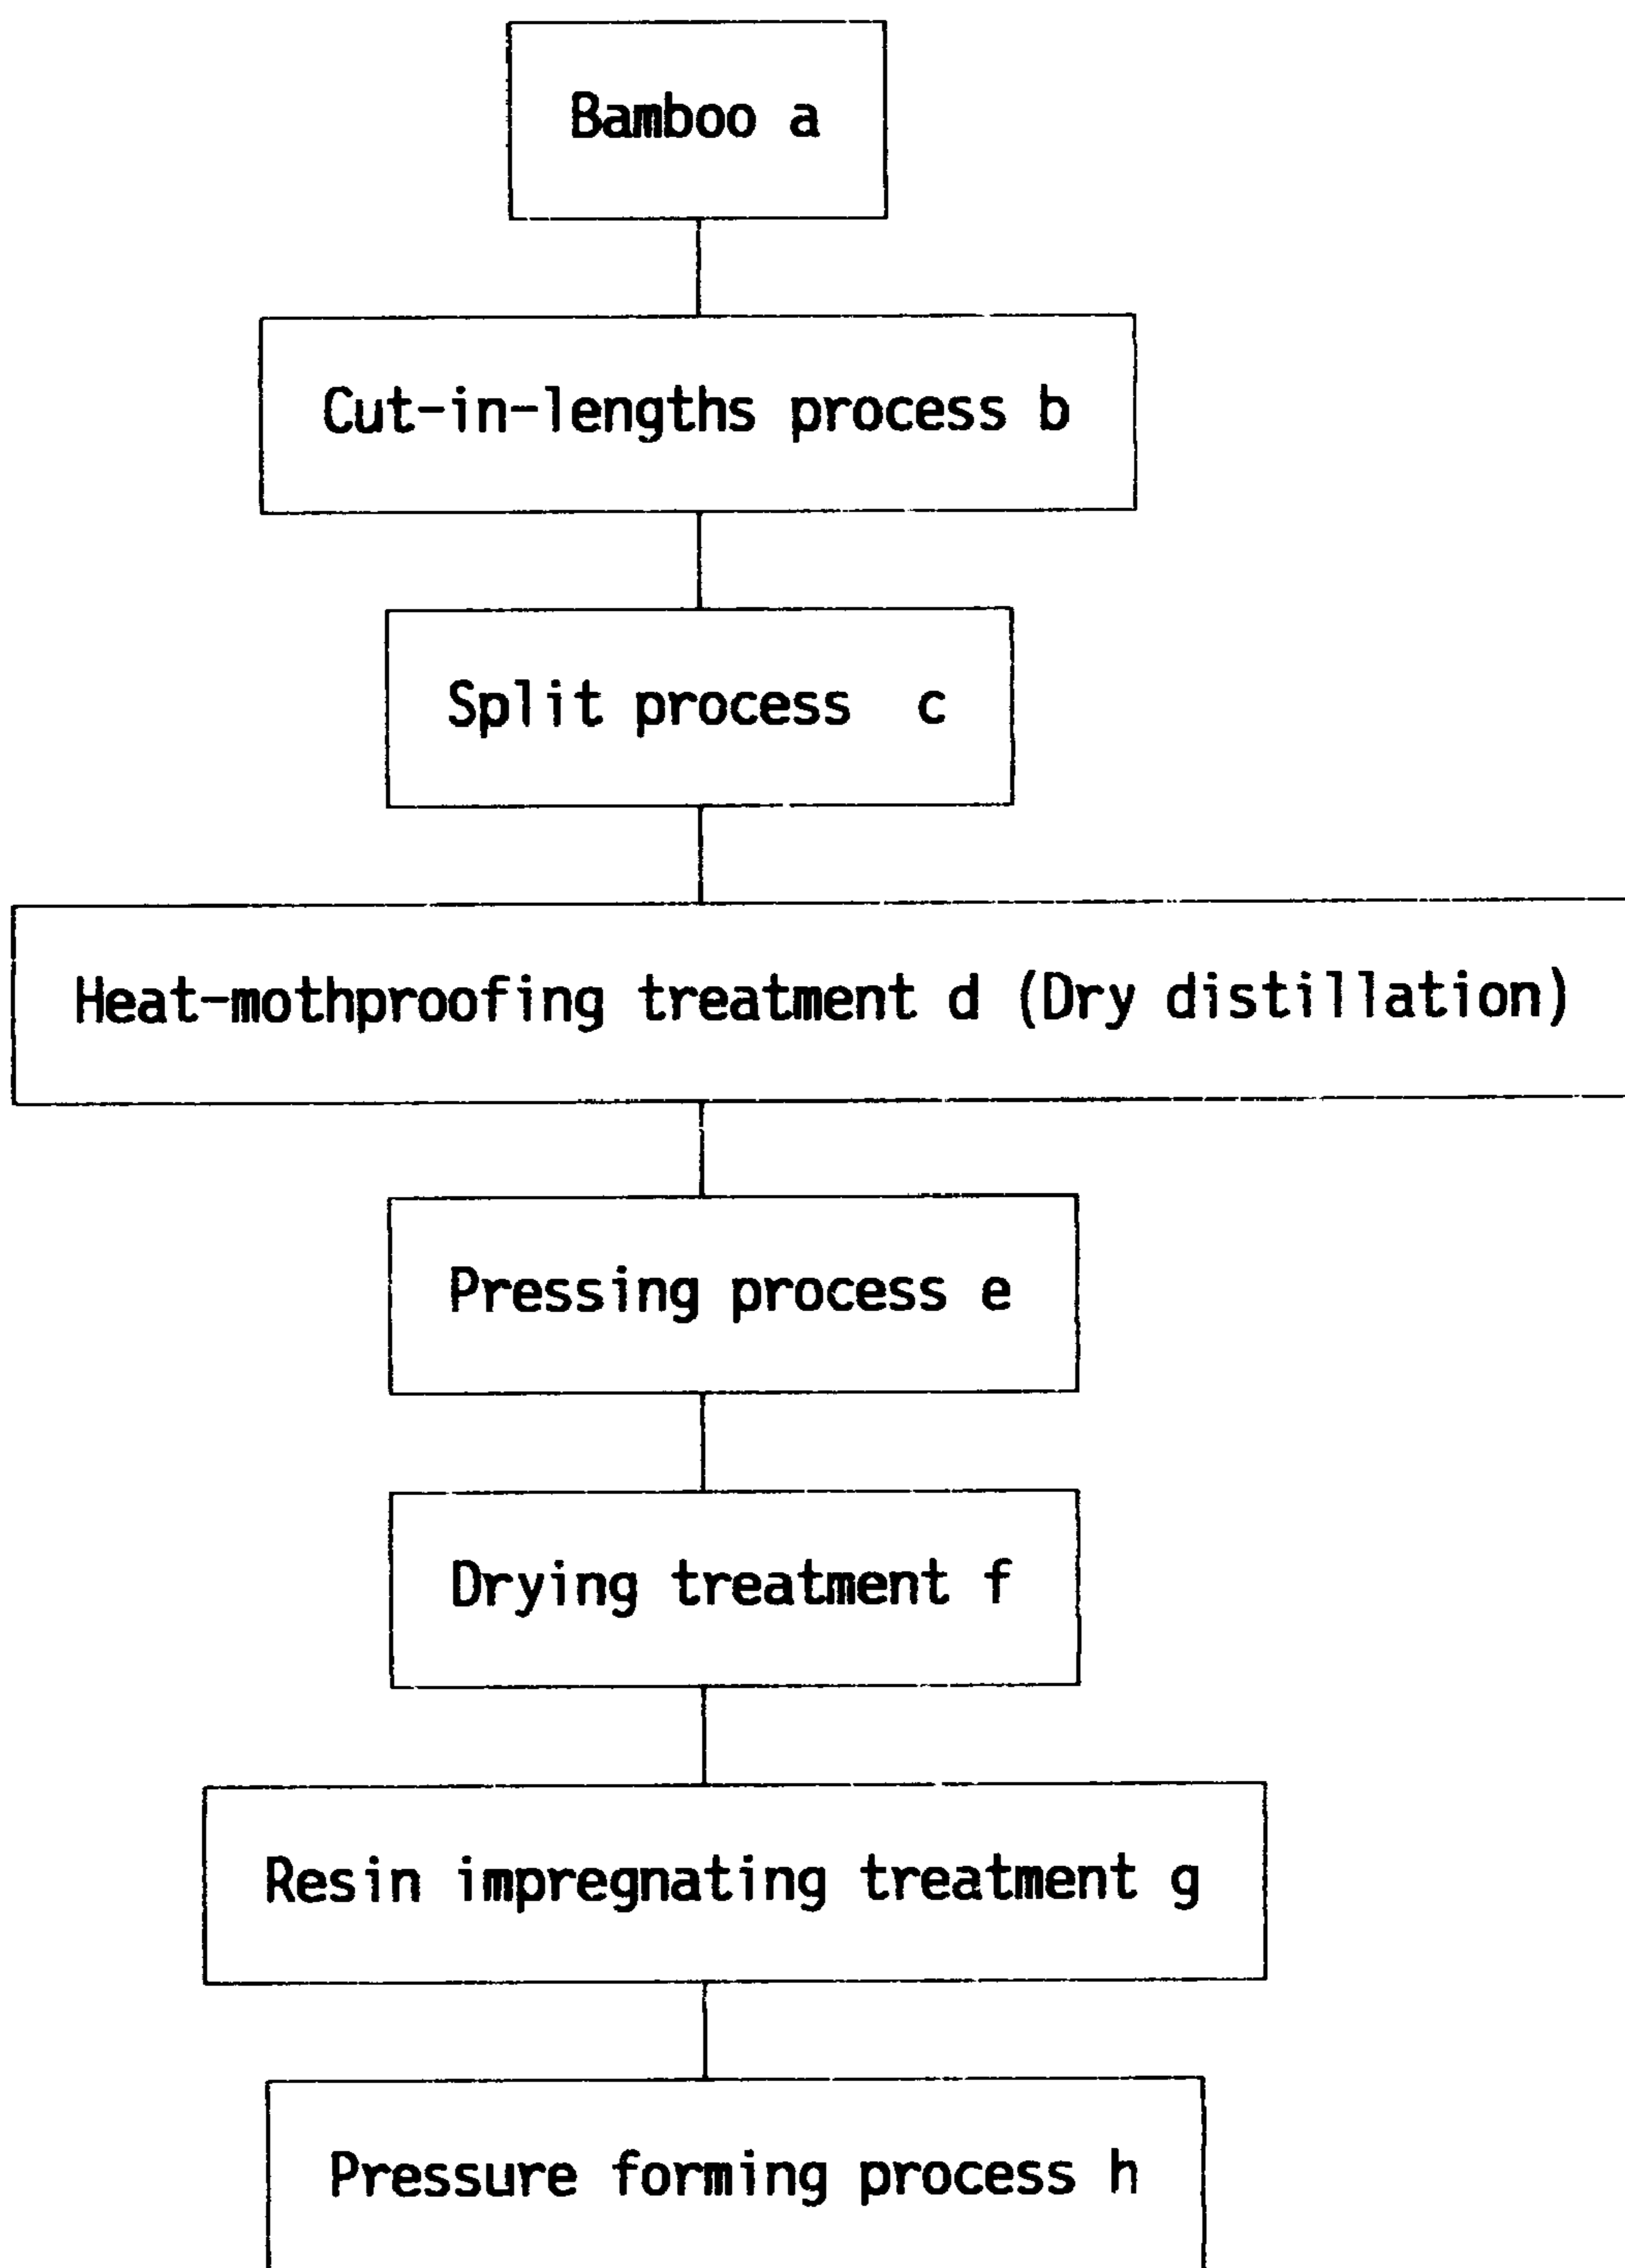 Bamboo a
Cut-in-lengths process b
Split process c
Heat-mothproofing treatment d (Dry distillation)
Pressing process e
Drying treatment f
Resin impregnating treatment g
Pressure forming process h